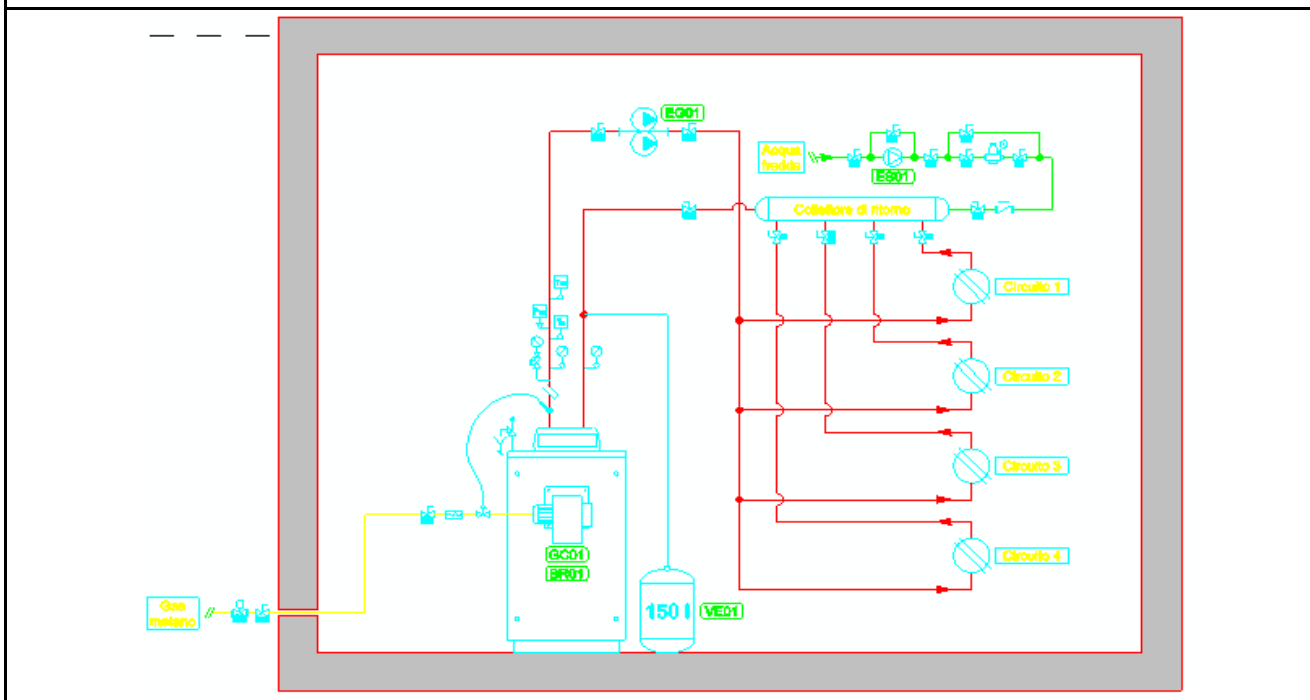 EG01
Acqua
fredda
ES01
Collettore di ritorno
Circuito 1
Circuito 2
Circuito 3
Circuito 4
GC01
BR01
150 l
VE01
Gas
metano